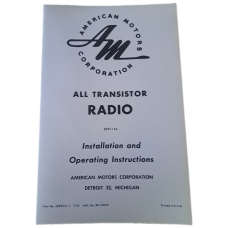 AMERICAN MOTORS
AM
CORPORATION
ALL TRANSISTOR
RADIO
Installation and
Operating Instructions
AMERICAN MOTORS CORPORATION
DETROIT 32, MICHIGAN